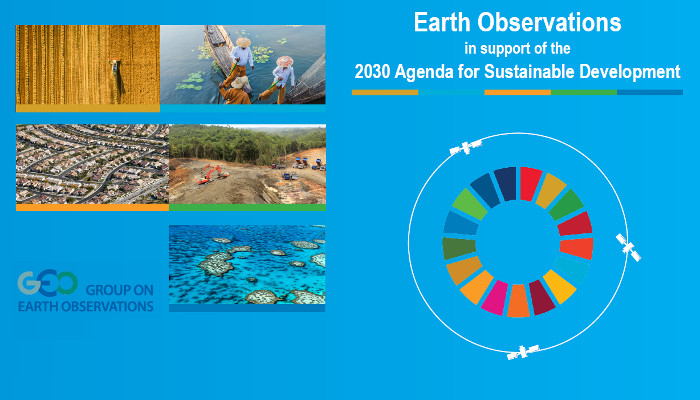 Earth Observations
in support of the
2030 Agenda for Sustainable Development
GEO GROUP ON
EARTH OBSERVATIONS